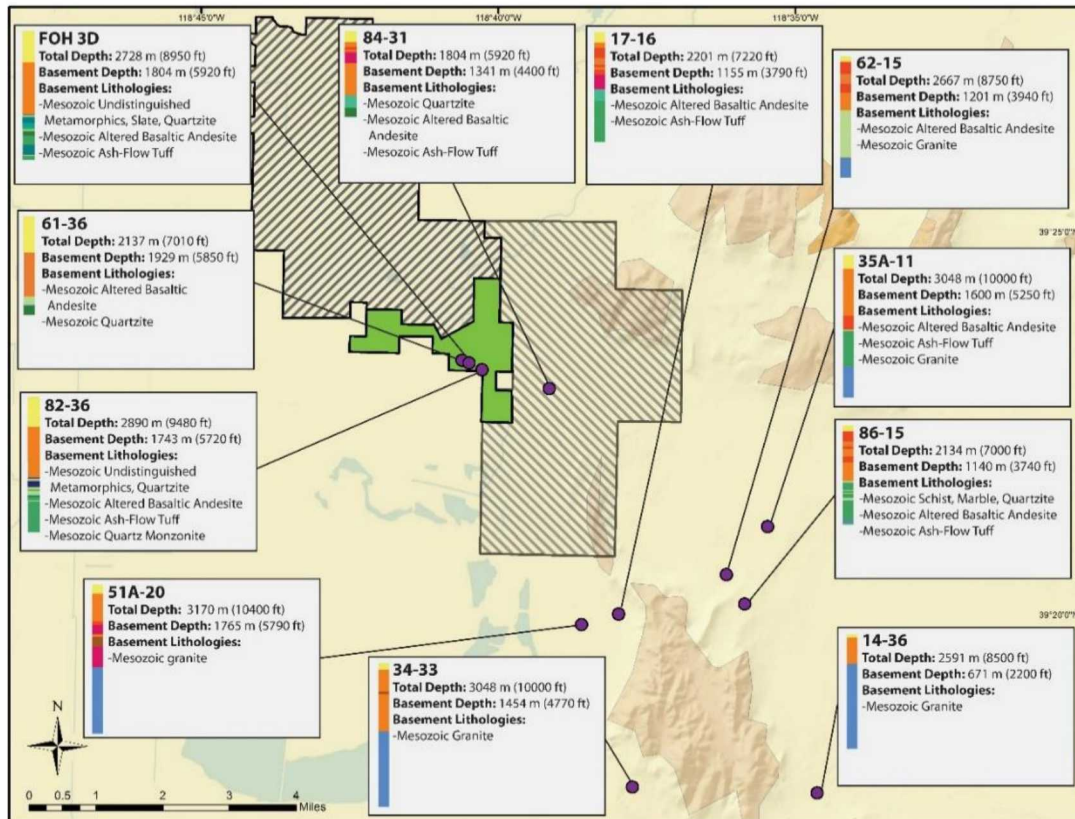 118°45'0"W
118°40'0"W
118°35'0"W
FOH 3D
Total Depth: 2728 m (8950 ft)
Basement Depth: 1804 m (5920 ft)
Basement Lithologies:
-Mesozoic Undistinguished
Metamorphics, Slate, Quartzite
-Mesozoic Altered Basaltic Andesite
-Mesozoic Ash-Flow Tuff
84-31
Total Depth: 1804 m (5920 ft)
Basement Depth: 1341 m (4400 ft)
Basement Lithologies:
-Mesozoic Quartzite
-Mesozoic Altered Basaltic
Andesite
-Mesozoic Ash-Flow Tuff
17-16
Total Depth: 2201 m (7220 ft)
Basement Depth: 1155 m (3790 ft)
Basement Lithologies:
-Mesozoic Altered Basaltic Andesite
-Mesozoic Ash-Flow Tuff
62-15
Total Depth: 2667 m (8750 ft)
Basement Depth: 1201 m (3940 ft)
Basement Lithologies:
-Mesozoic Altered Basaltic Andesite
-Mesozoic Granite
61-36
Total Depth: 2137 m (7010 ft)
Basement Depth: 1929 m (5850 ft)
Basement Lithologies:
-Mesozoic Altered Basaltic
Andesite
-Mesozoic Quartzite
39°25'0"N
35A-11
Total Depth: 3048 m (10000 ft)
Basement Depth: 1600 m (5250 ft)
Basement Lithologies:
-Mesozoic Altered Basaltic Andesite
-Mesozoic Ash-Flow Tuff
-Mesozoic Granite
82-36
Total Depth: 2890 m (9480 ft)
Basement Depth: 1743 m (5720 ft)
Basement Lithologies:
-Mesozoic Undistinguished
Metamorphics, Quartzite
-Mesozoic Altered Basaltic Andesite
-Mesozoic Ash-Flow Tuff
-Mesozoic Quartz Monzonite
86-15
Total Depth: 2134 m (7000 ft)
Basement Depth: 1140 m (3740 ft)
Basement Lithologies:
-Mesozoic Schist, Marble, Quartzite
-Mesozoic Altered Basaltic Andesite
-Mesozoic Ash-Flow Tuff
51A-20
Total Depth: 3170 m (10400 ft)
Basement Depth: 1765 m (5790 ft)
Basement Lithologies:
-Mesozoic granite
39°20'0"N
34-33
Total Depth: 3048 m (10000 ft)
Basement Depth: 1454 m (4770 ft)
Basement Lithologies:
-Mesozoic Granite
14-36
Total Depth: 2591 m (8500 ft)
Basement Depth: 671 m (2200 ft)
Basement Lithologies:
-Mesozoic Granite
N
0 0.5 1 2 3 4
Miles